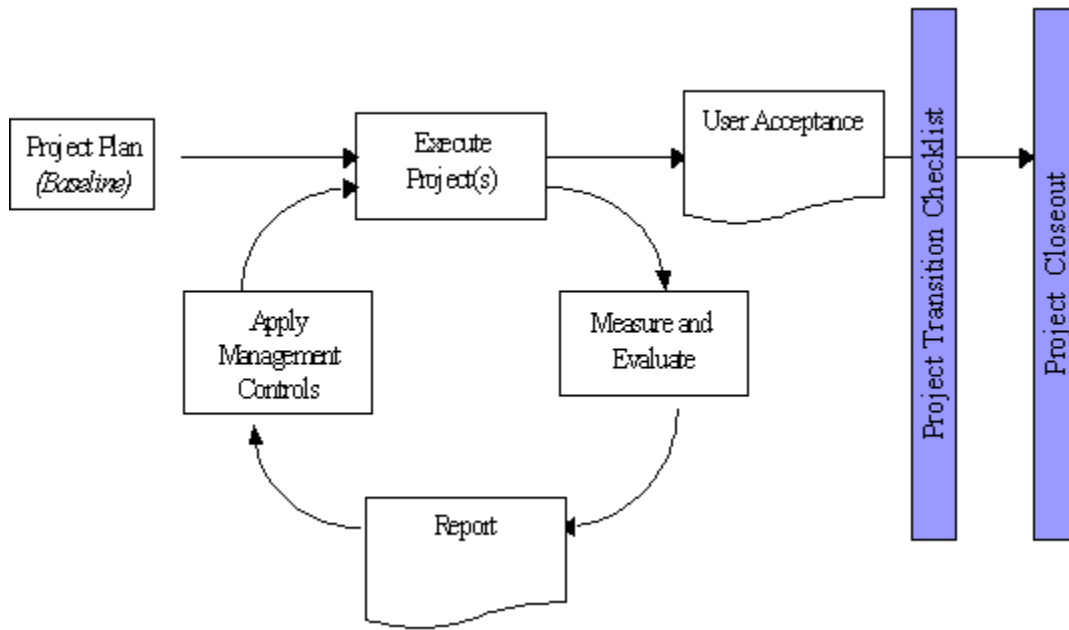 Project Plan
(Baseline)
Execute
Project(s)
User Acceptance
Apply
Management
Controls
Measure and
Evaluate
Report
Project Transition Checklist
Project Closeout